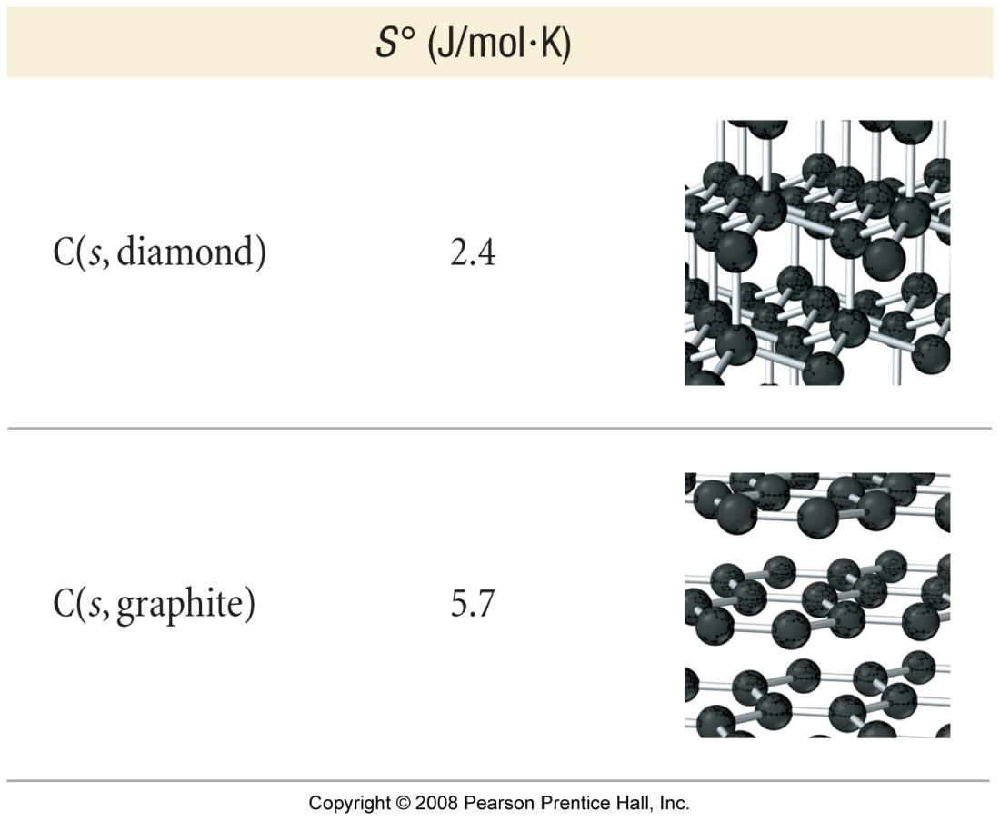 S° (J/mol·K)
C(s, diamond) 2.4
C(s, graphite) 5.7
Copyright © 2008 Pearson Prentice Hall, Inc.